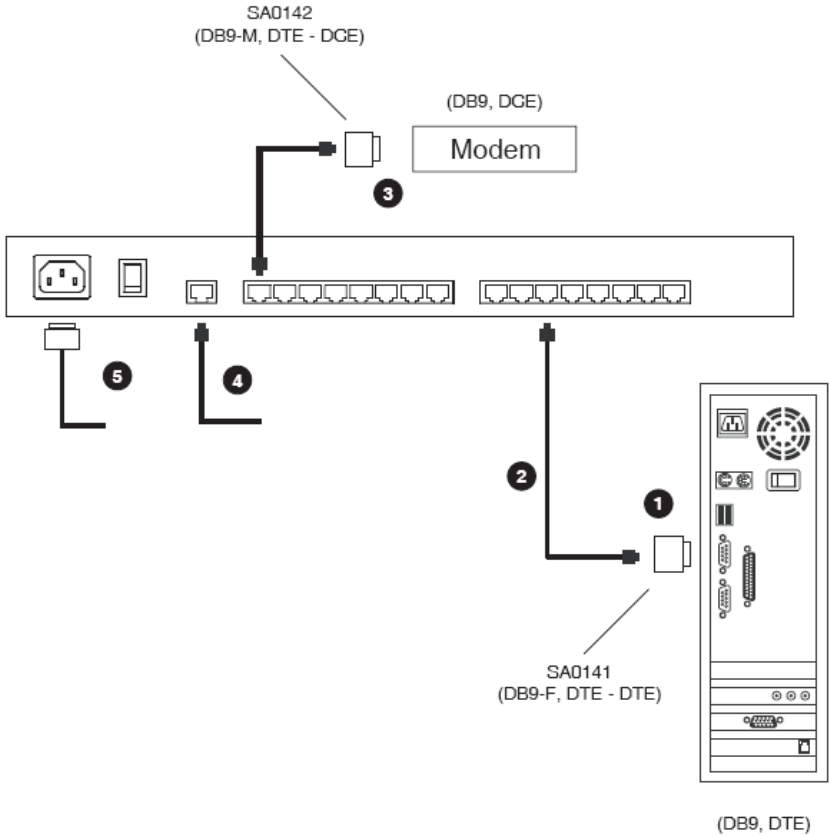 SA0142
(DB9-M, DTE - DCE)
(DB9, DCE)
Modem
3
5
4
2
1
SA0141
(DB9-F, DTE - DTE)
(DB9, DTE)